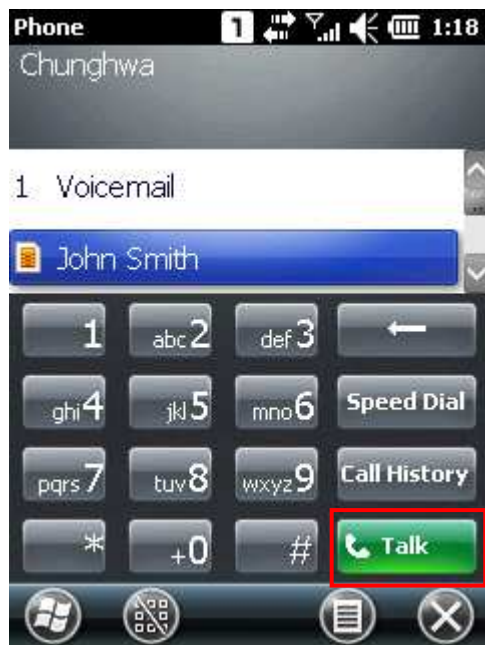 Phone 1 1:18
Chunghwa
1 Voicemail
John Smith
1 abc2 def3
ghi4 jkl5 mno6 Speed Dial
pqrs7 tuv8 wxyz9 Call History
* +0 # Talk